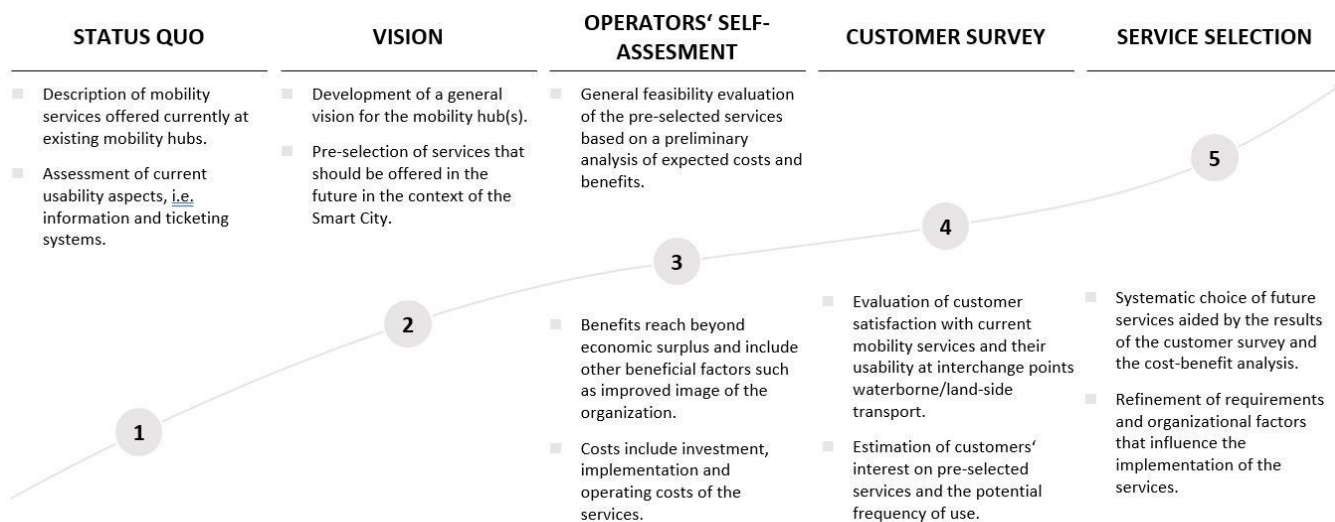 STATUS QUO
Description of mobility
services offered currently at
existing mobility hubs.
Assessment of current
usability aspects, i.e.
information and ticketing
systems.
1
VISION
Development of a general
vision for the mobility hub(s).
Pre-selection of services that
should be offered in the
future in the context of the
Smart City.
2
OPERATORS‘ SELF-
ASSESMENT
General feasibility evaluation
of the pre-selected services
based on a preliminary
analysis of expected costs and
benefits.
3
Benefits reach beyond
economic surplus and include
other beneficial factors such
as improved image of the
organization.
Costs include investment,
implementation and
operating costs of the
services.
CUSTOMER SURVEY
4
Evaluation of customer
satisfaction with current
mobility services and their
usability at interchange points
waterborne/land-side
transport.
Estimation of customers‘
interest on pre-selected
services and the potential
frequency of use.
SERVICE SELECTION
5
Systematic choice of future
services aided by the results
of the customer survey and
the cost-benefit analysis.
Refinement of requirements
and organizational factors
that influence the
implementation of the
services.